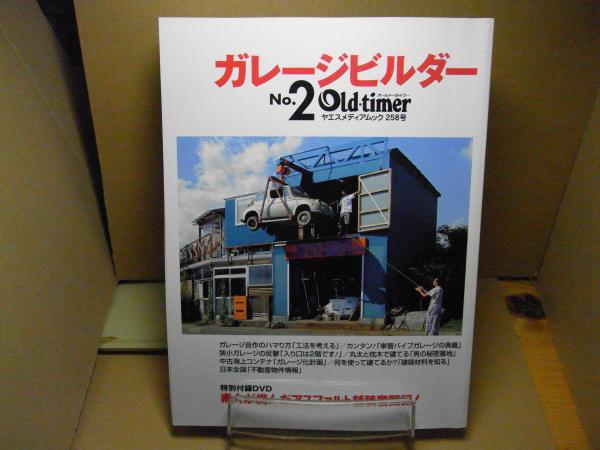 ガレージビルダー
No.2 Old-timer
オールド・タイマー
ヤエスメディアムック 258号
ガレージ自作のハマり方「工法を考える」/カンタン!「単管パイプガレージの奥義」
狭小ガレージの反撃「入り口は2階です!」/丸太と枕木で建てる「男の秘密基地」
中古海上コンテナ「ガレージ化計画」/何を使って建てるか?「建築材料を知る」
日本全国「不動産物件情報」
特別付録DVD